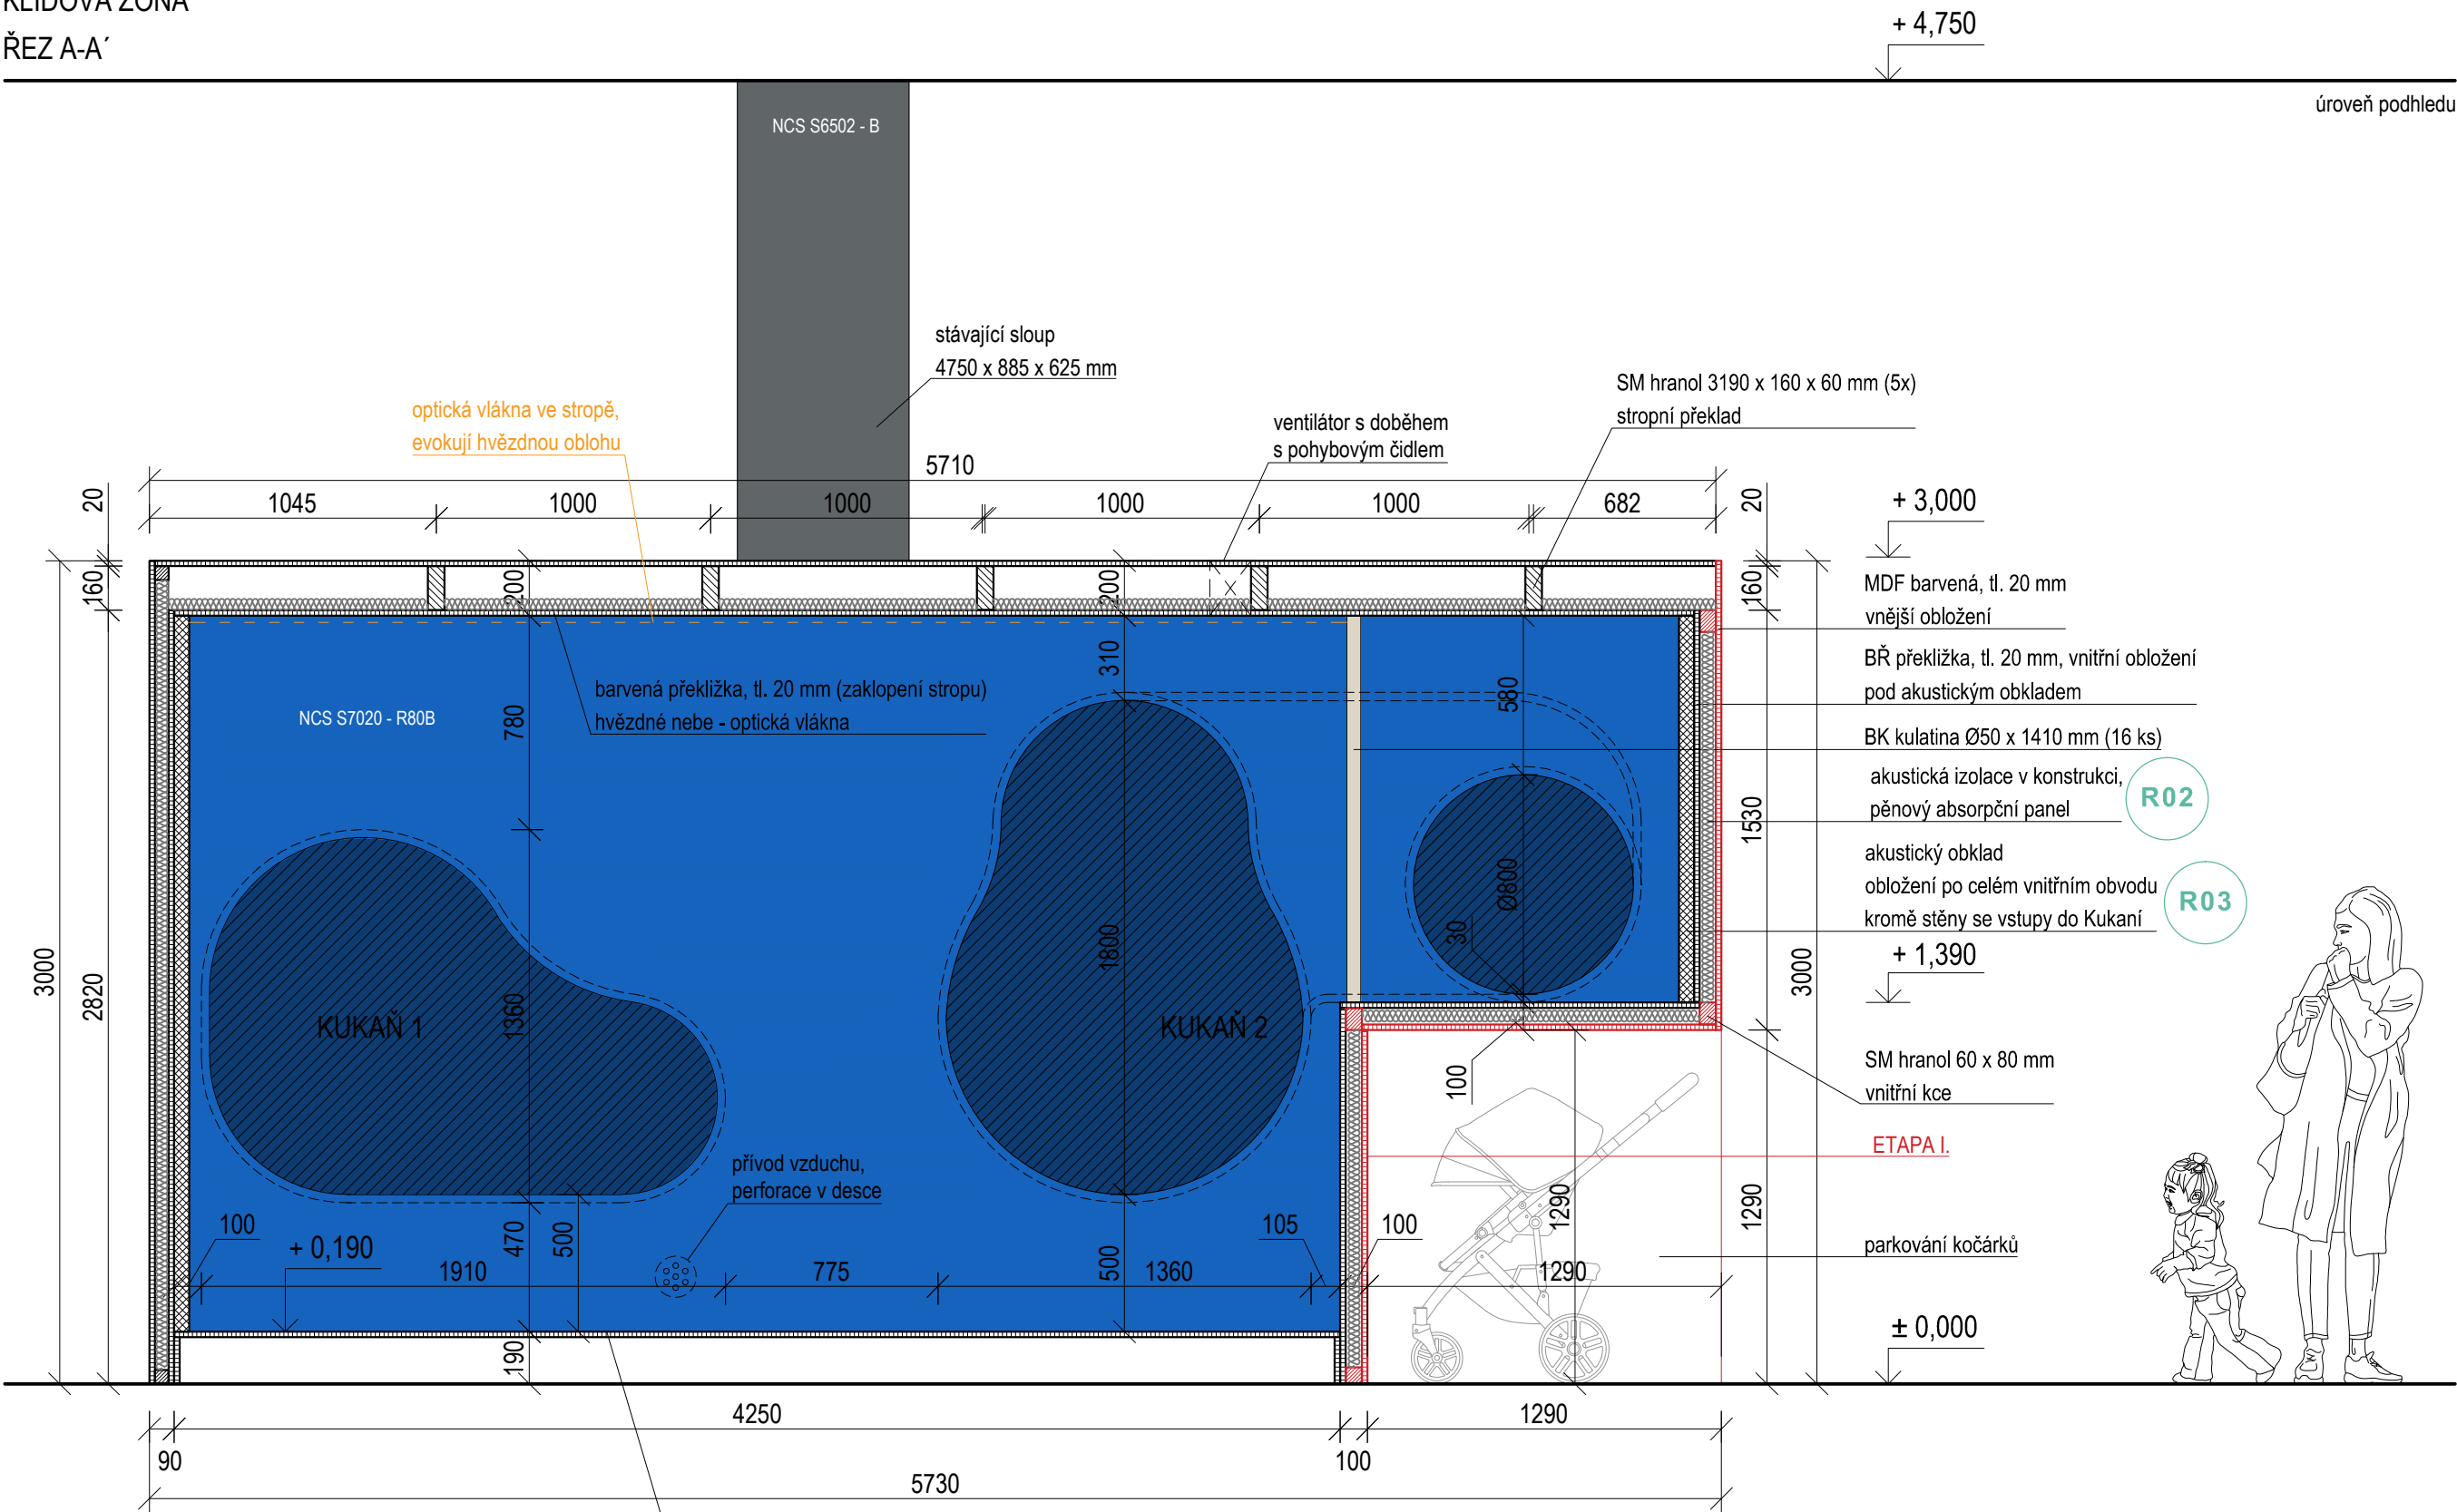 KLIDOVÁ ZÓNA
ŘEZ A-A´
+ 4,750
úroveň podhledu
NCS S6502 - B
stávající sloup
4750 x 885 x 625 mm
SM hranol 3190 x 160 x 60 mm (5x)
stropní překlad
optická vlákna ve stropě,
evokují hvězdnou oblohu
ventilátor s doběhem
s pohybovým čidlem
5710
20
1045
1000
1000
1000
1000
682
20
+ 3,000
160
200
200
160
MDF barvená, tl. 20 mm
vnější obložení
310
580
BŘ překližka, tl. 20 mm, vnitřní obložení
pod akustickým obkladem
barvená překližka, tl. 20 mm (zaklopení stropu)
hvězdné nebe - optická vlákna
NCS S7020 - R80B
780
BK kulatina Ø50 x 1410 mm (16 ks)
akustická izolace v konstrukci,
pěnový absorpční panel
R02
1530
akustický obklad
obložení po celém vnitřním obvodu
kromě stěny se vstupy do Kukaní
R03
Ø800
30
1800
3000
2820
3000
+ 1,390
1360
KUKAŇ 1
KUKAŇ 2
100
SM hranol 60 x 80 mm
vnitřní kce
ETAPA I.
přívod vzduchu,
perforace v desce
1290
1290
100
+ 0,190
470
500
500
105
100
parkování kočárků
1910
775
1360
1290
190
± 0,000
4250
1290
90
100
5730